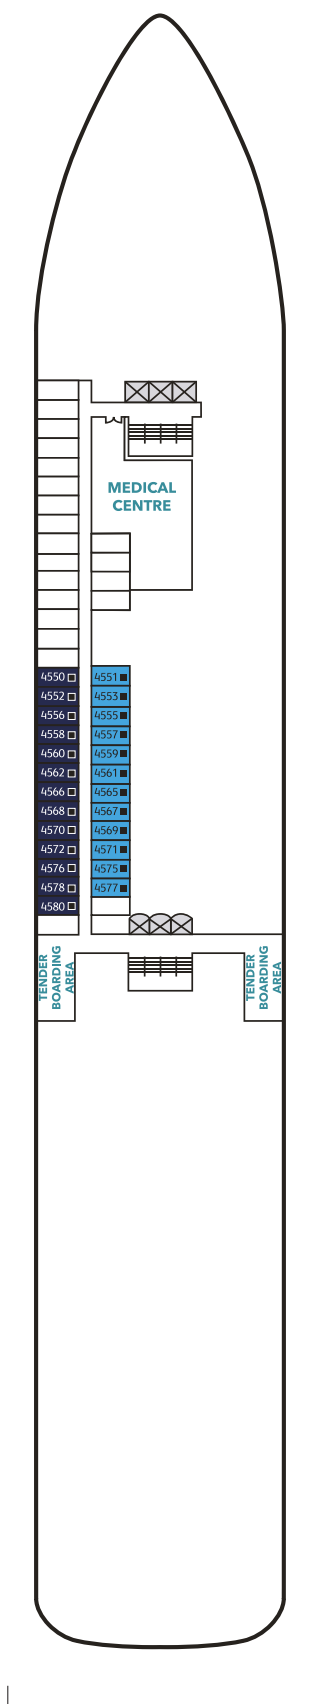 MEDICAL
CENTRE
4550 4551
4552 4553
4556 4555
4558 4557
4560 4559
4562 4561
4566 4565
4568 4567
4570 4569
4572 4571
4576 4575
4578 4577
4580
TENDER
BOARDING
AREA
TENDER
BOARDING
AREA